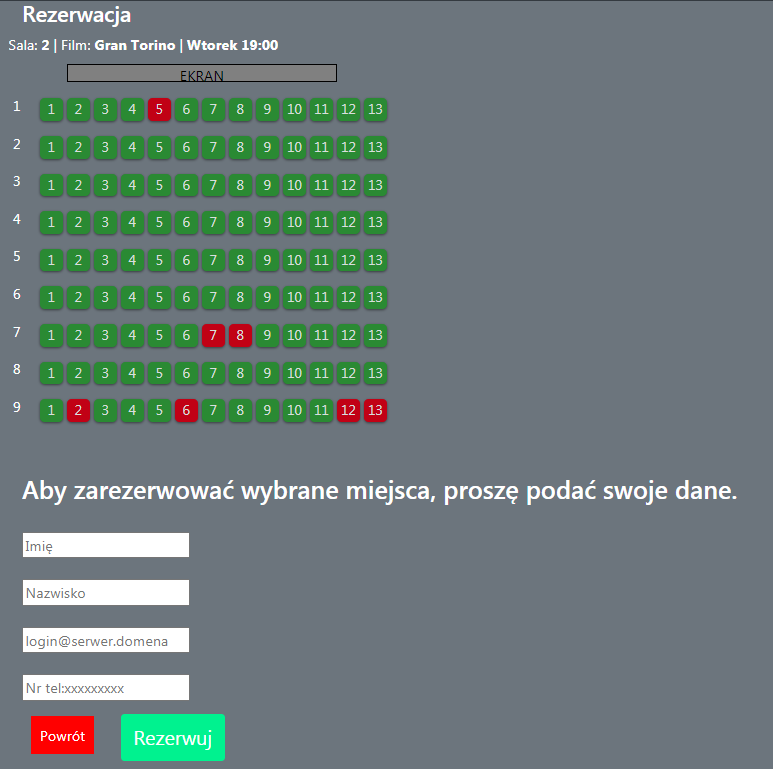 Rezerwacja
Sala: 2 | Film: Gran Torino | Wtorek 19:00
EKRAN
1 1 2 3 4 5 6 7 8 9 10 11 12 13
2 1 2 3 4 5 6 7 8 9 10 11 12 13
3 1 2 3 4 5 6 7 8 9 10 11 12 13
4 1 2 3 4 5 6 7 8 9 10 11 12 13
5 1 2 3 4 5 6 7 8 9 10 11 12 13
6 1 2 3 4 5 6 7 8 9 10 11 12 13
7 1 2 3 4 5 6 7 8 9 10 11 12 13
8 1 2 3 4 5 6 7 8 9 10 11 12 13
9 1 2 3 4 5 6 7 8 9 10 11 12 13
Aby zarezerwować wybrane miejsca, proszę podać swoje dane.
Imię
Nazwisko
login@serwer.domena
Nr tel:xxxxxxxxx
Powrót Rezerwuj